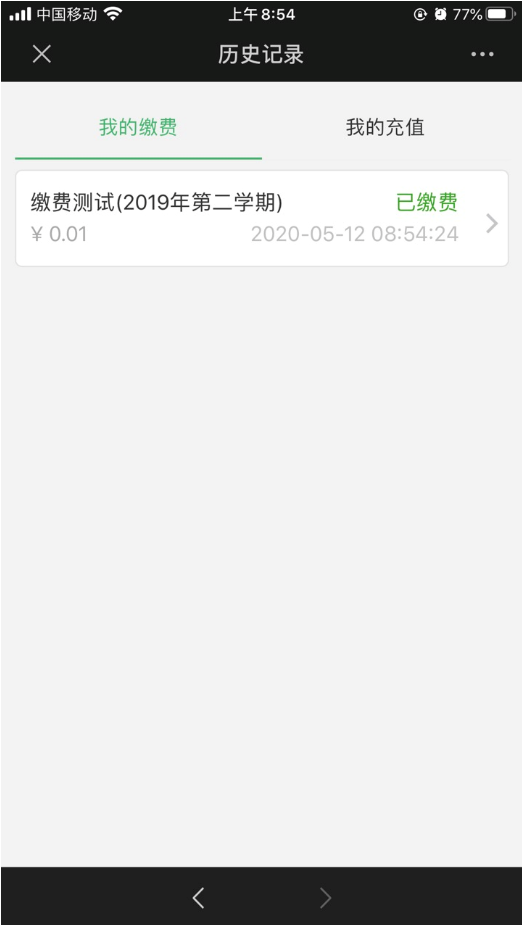 中国移动 上午 8:54 77%
历史记录
我的缴费 我的充值
缴费测试(2019年第二学期) 已缴费
¥ 0.01 2020-05-12 08:54:24